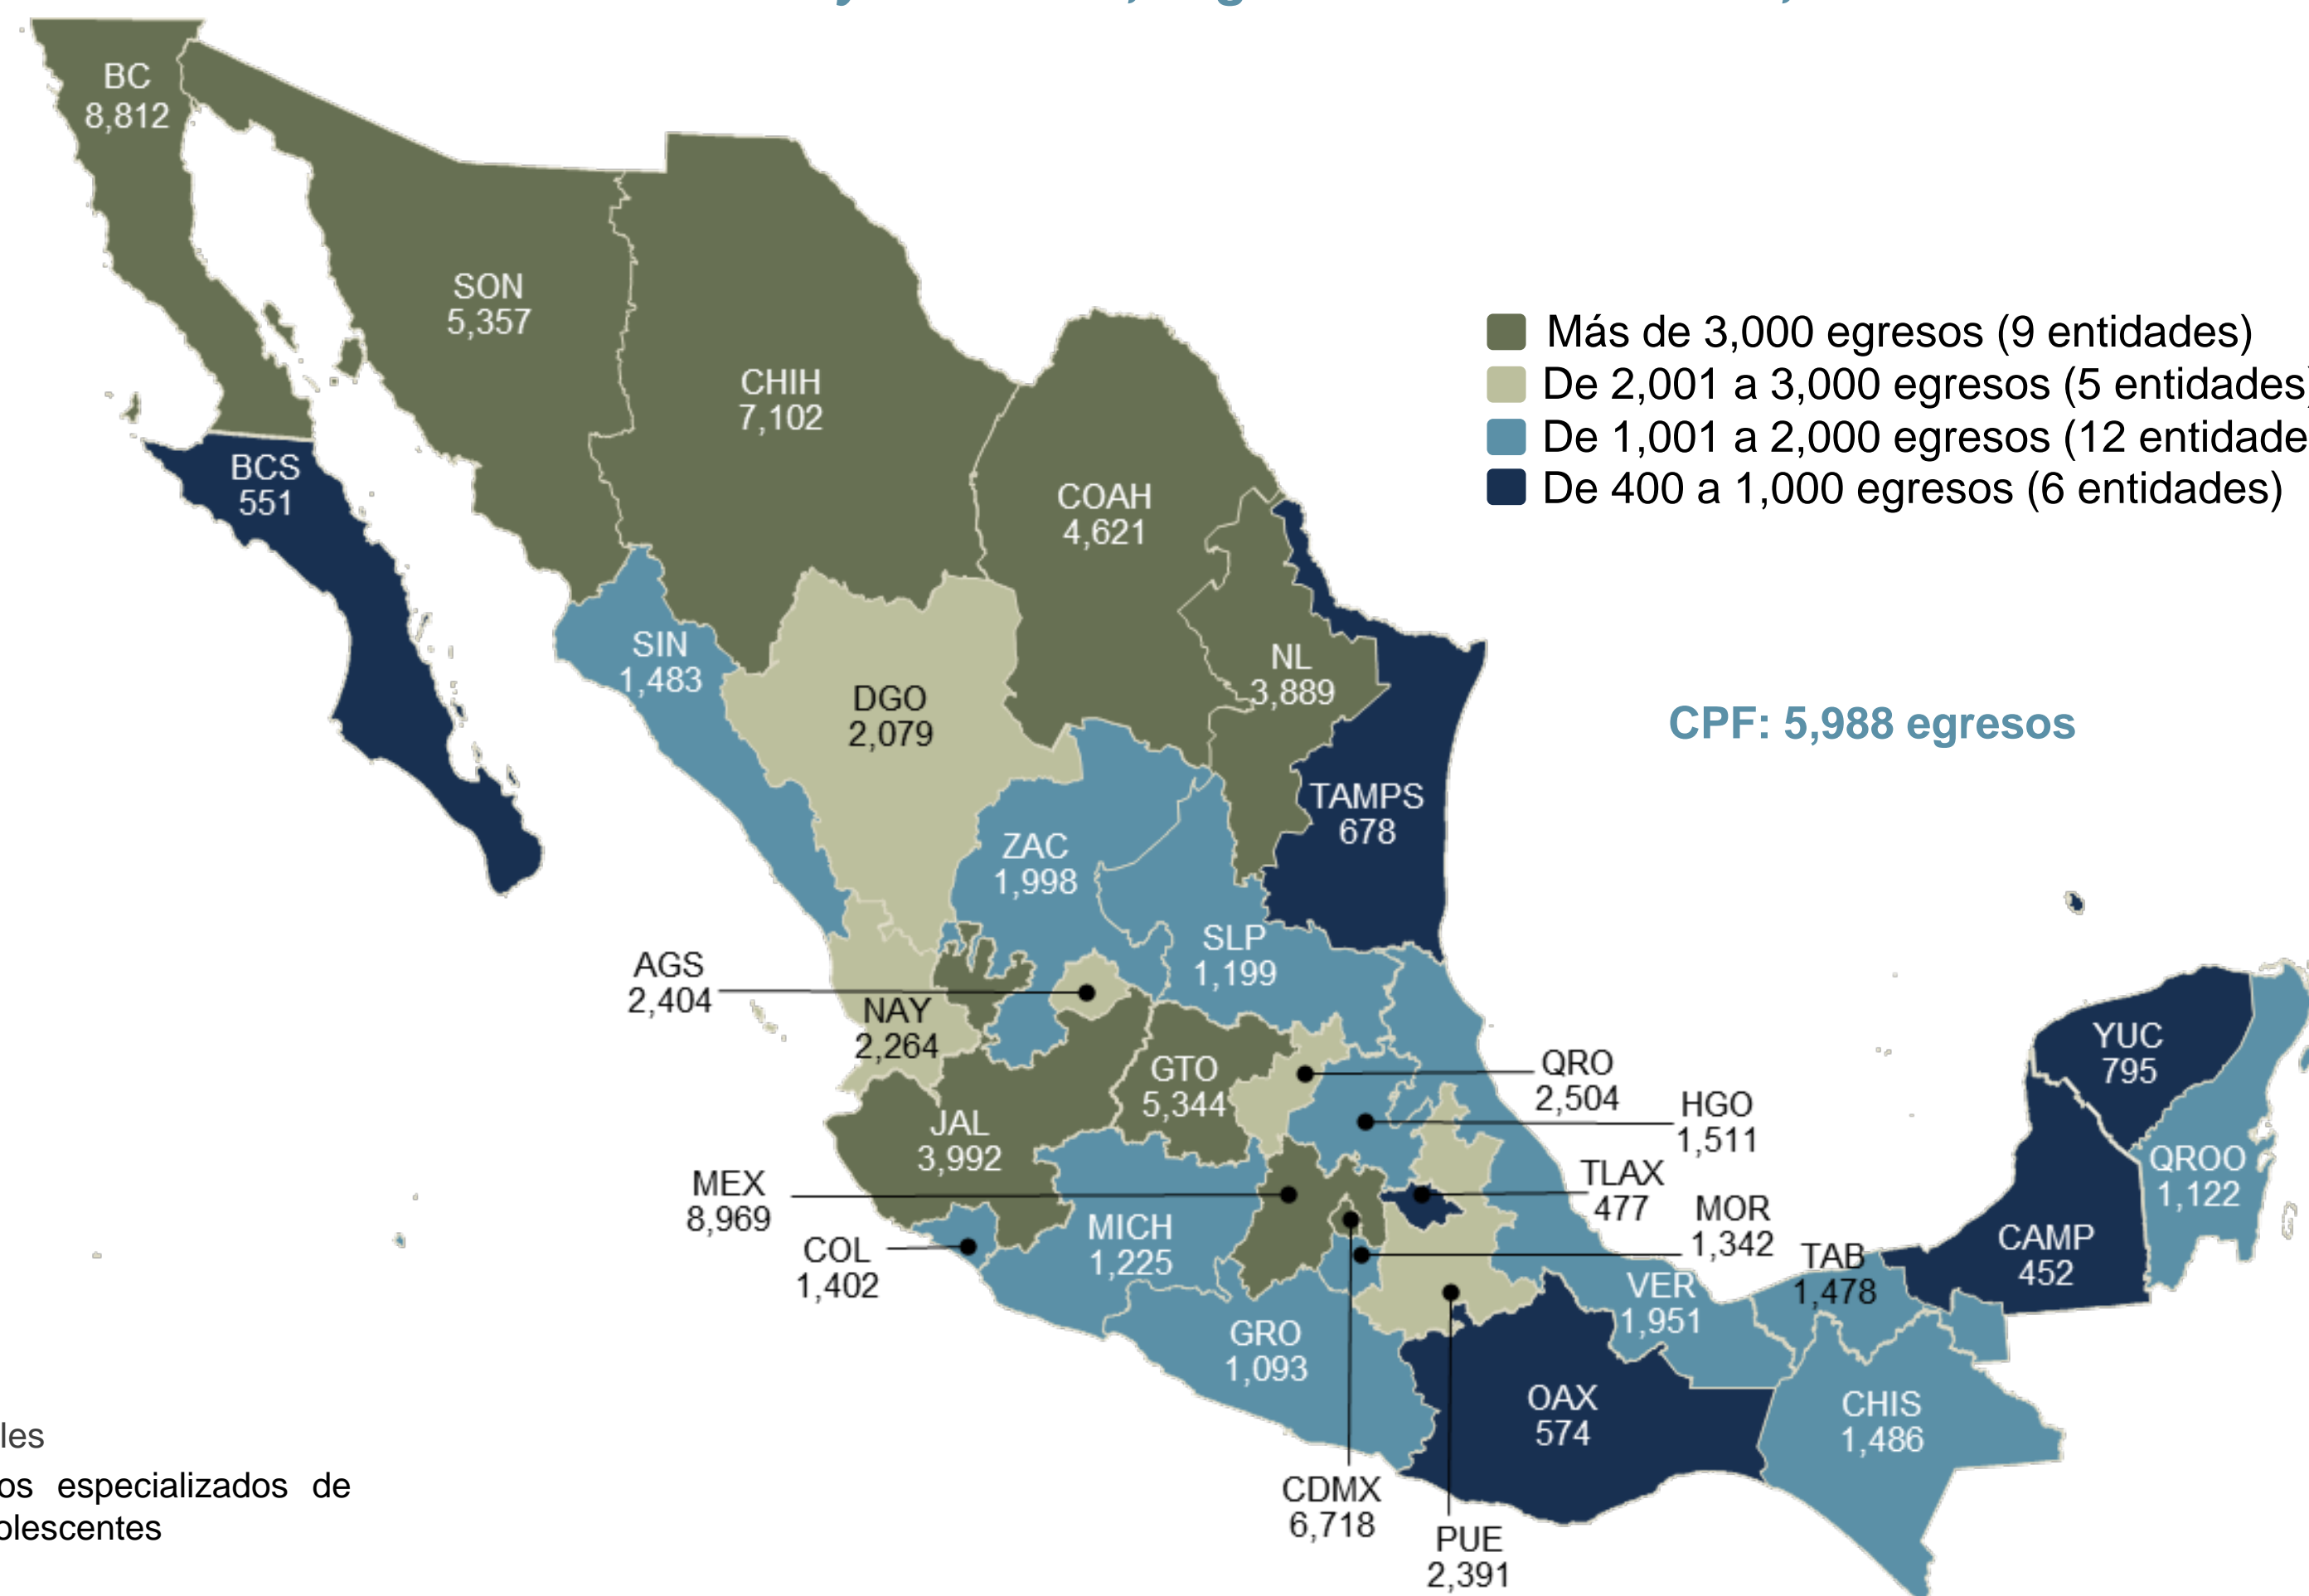 BC
8,812
SON
5,357
CHIH
7,102
Más de 3,000 egresos (9 entidades)
De 2,001 a 3,000 egresos (5 entidades)
De 1,001 a 2,000 egresos (12 entidade
De 400 a 1,000 egresos (6 entidades)
BCS
551
COAH
4,621
SIN
1,483
NL
3,889
DGO
2,079
CPF: 5,988 egresos
TAMPS
678
ZAC
1,998
SLP
1,199
AGS
2,404
NAY
2,264
YUC
795
GTO
5,344
QRO
2,504
HGO
1,511
JAL
3,992
QROO
1,122
MEX
8,969
TLAX
477
MOR
1,342
MICH
1,225
COL
1,402
CAMP
452
TAB
1,478
VER
1,951
GRO
1,093
OAX
574
CHIS
1,486
CDMX
6,718
PUE
2,391
les
os especializados de
olescentes